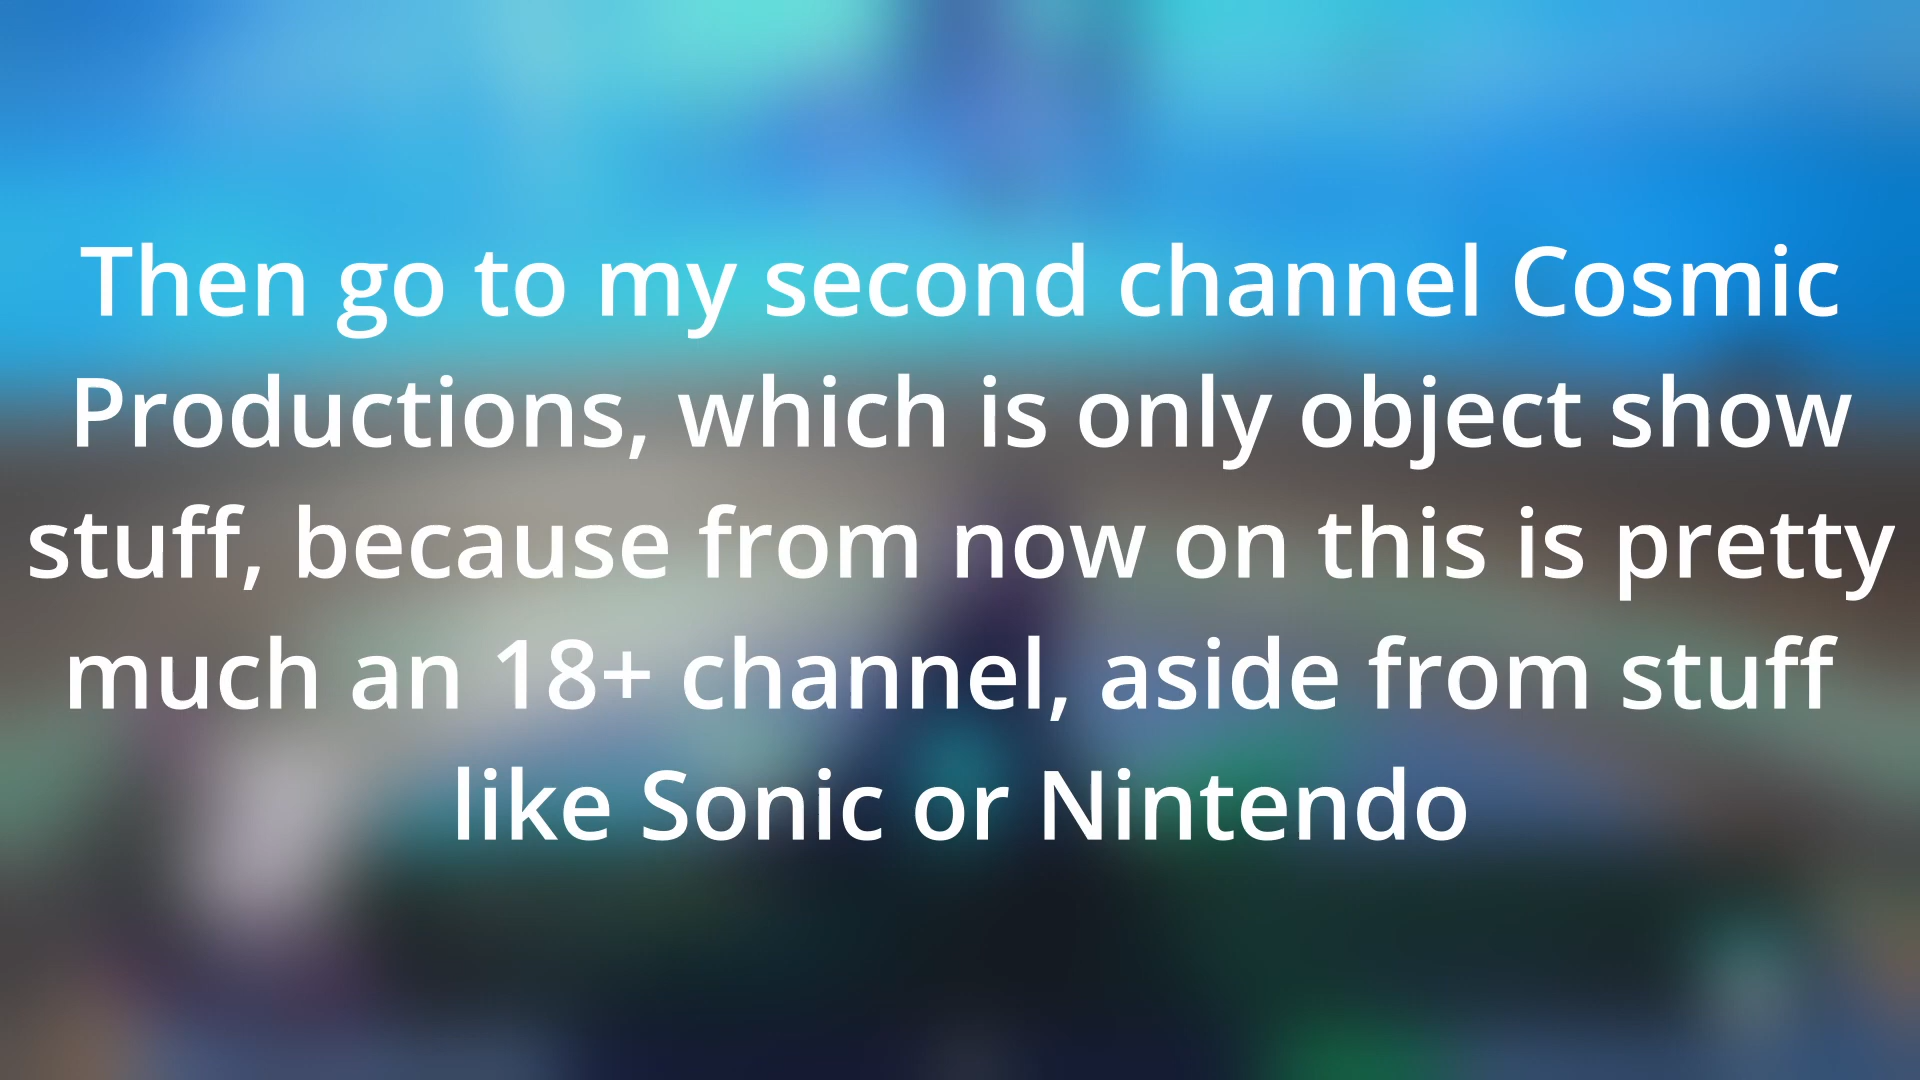 Then go to my second channel Cosmic
Productions, which is only object show
stuff, because from now on this is pretty
much an 18+ channel, aside from stuff
like Sonic or Nintendo